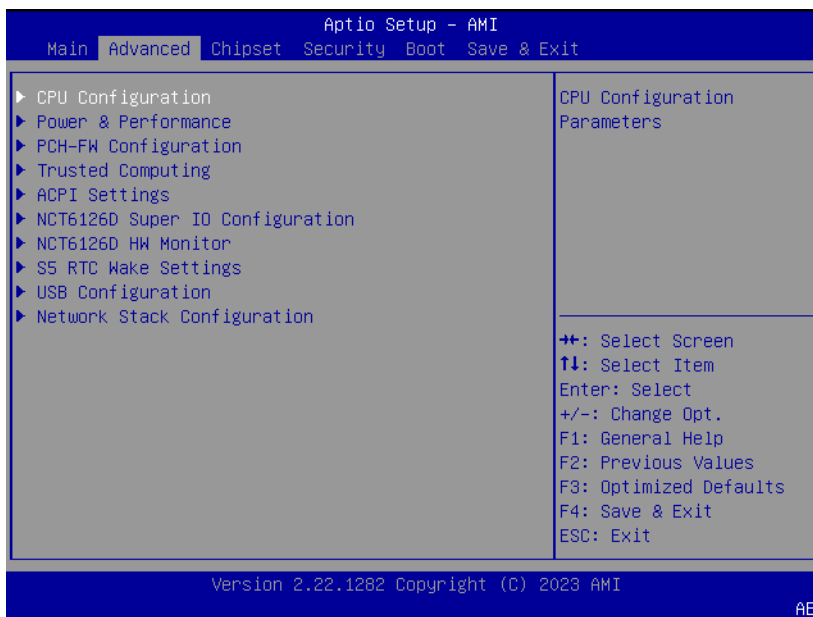 Aptio Setup – AMI
Main Advanced Chipset Security Boot Save & Exit
CPU Configuration
Power & Performance
PCH-FW Configuration
Trusted Computing
ACPI Settings
NCT6126D Super IO Configuration
NCT6126D HW Monitor
S5 RTC Wake Settings
USB Configuration
Network Stack Configuration
CPU Configuration
Parameters
→←: Select Screen
↑↓: Select Item
Enter: Select
+/-: Change Opt.
F1: General Help
F2: Previous Values
F3: Optimized Defaults
F4: Save & Exit
ESC: Exit
Version 2.22.1282 Copyright (C) 2023 AMI
AB